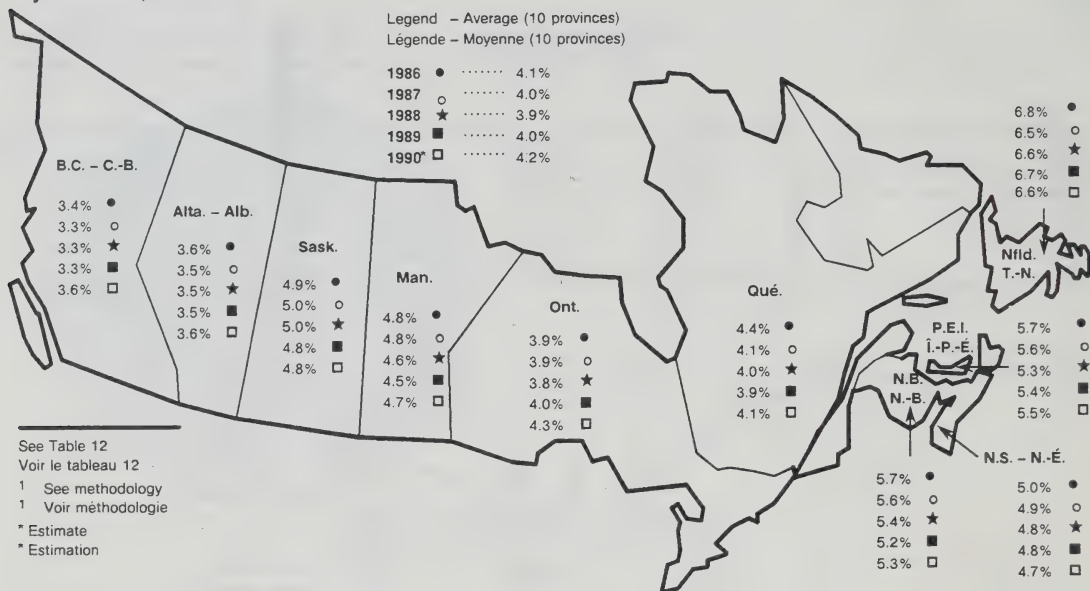 Legend – Average (10 provinces)
Légende – Moyenne (10 provinces)
1986 ● ...... 4.1%
1987 ○ ...... 4.0%
1988 ★ ...... 3.9%
1989 ■ ...... 4.0%
1990* □ ...... 4.2%
B.C. – C.-B.
3.4% ●
3.3% ○
3.3% ★
3.3% ■
3.6% □
Alta. – Alb.
3.6% ●
3.5% ○
3.5% ★
3.5% ■
3.6% □
Sask.
4.9% ●
5.0% ○
5.0% ★
4.8% ■
4.8% □
Man.
4.8% ●
4.8% ○
4.6% ★
4.5% ■
4.7% □
Ont.
3.9% ●
3.9% ○
3.8% ★
4.0% ■
4.3% □
Qué.
4.4% ●
4.1% ○
4.0% ★
3.9% ■
4.1% □
6.8% ●
6.5% ○
6.6% ★
6.7% ■
6.6% □
Nfld.
T.-N.
P.E.I.
Î.-P.-É.
5.7% ●
5.6% ○
5.3% ★
5.4% ■
5.5% □
N.B.
N.-B.
5.7% ●
5.6% ○
5.4% ★
5.2% ■
5.3% □
N.S. – N.-É.
5.0% ●
4.9% ○
4.8% ★
4.8% ■
4.7% □
See Table 12
Voir le tableau 12
1 See methodology
1 Voir méthodologie
* Estimate
* Estimation